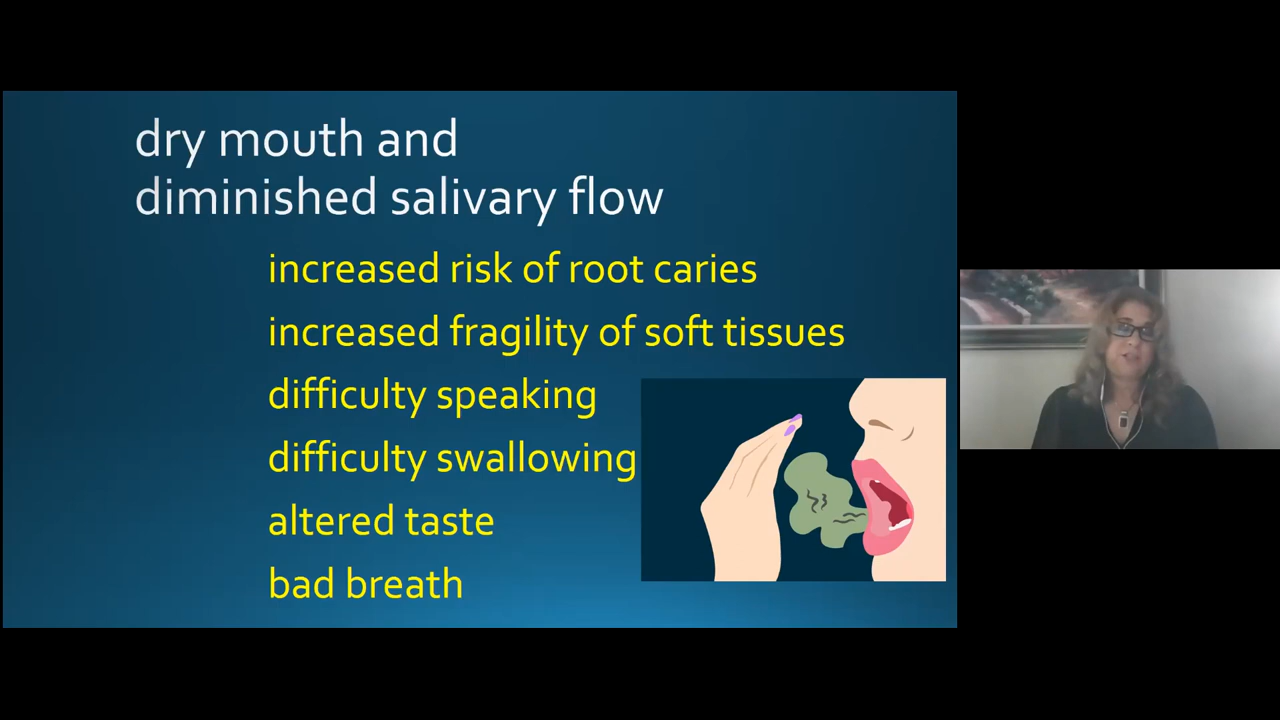 dry mouth and
diminished salivary flow
increased risk of root caries
increased fragility of soft tissues
difficulty speaking
difficulty swallowing
altered taste
bad breath